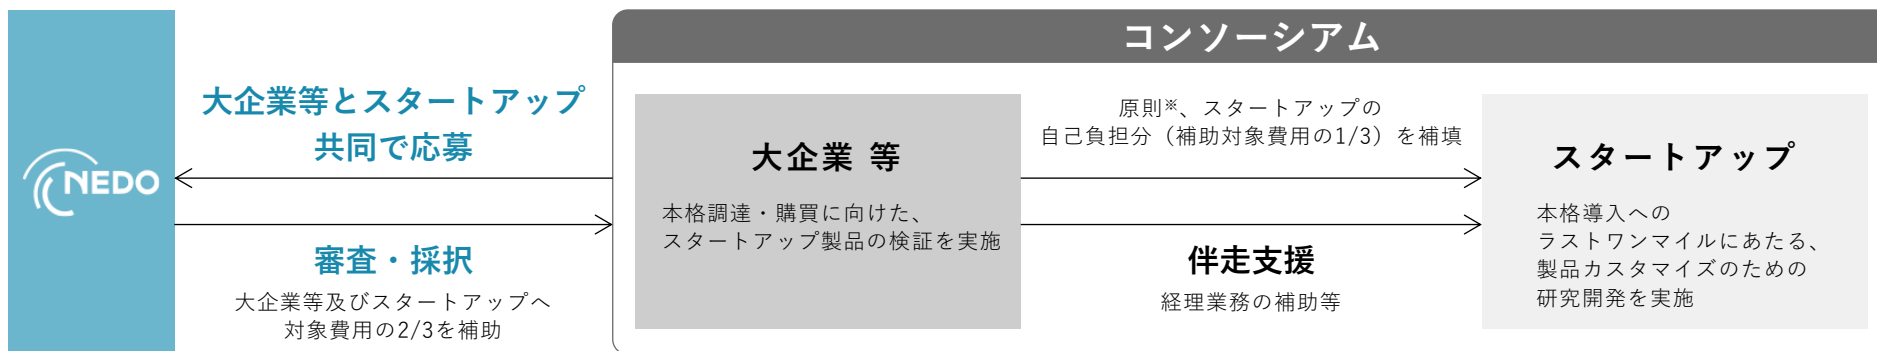 コンソーシアム
NEDO
大企業等とスタートアップ
共同で応募
審査・採択
大企業等及びスタートアップへ
対象費用の2/3を補助
大企業 等
本格調達・購買に向けた、
スタートアップ製品の検証を実施
原則※、スタートアップの
自己負担分（補助対象費用の1/3）を補填
伴走支援
経理業務の補助等
スタートアップ
本格導入への
ラストワンマイルにあたる、
製品カスタマイズのための
研究開発を実施